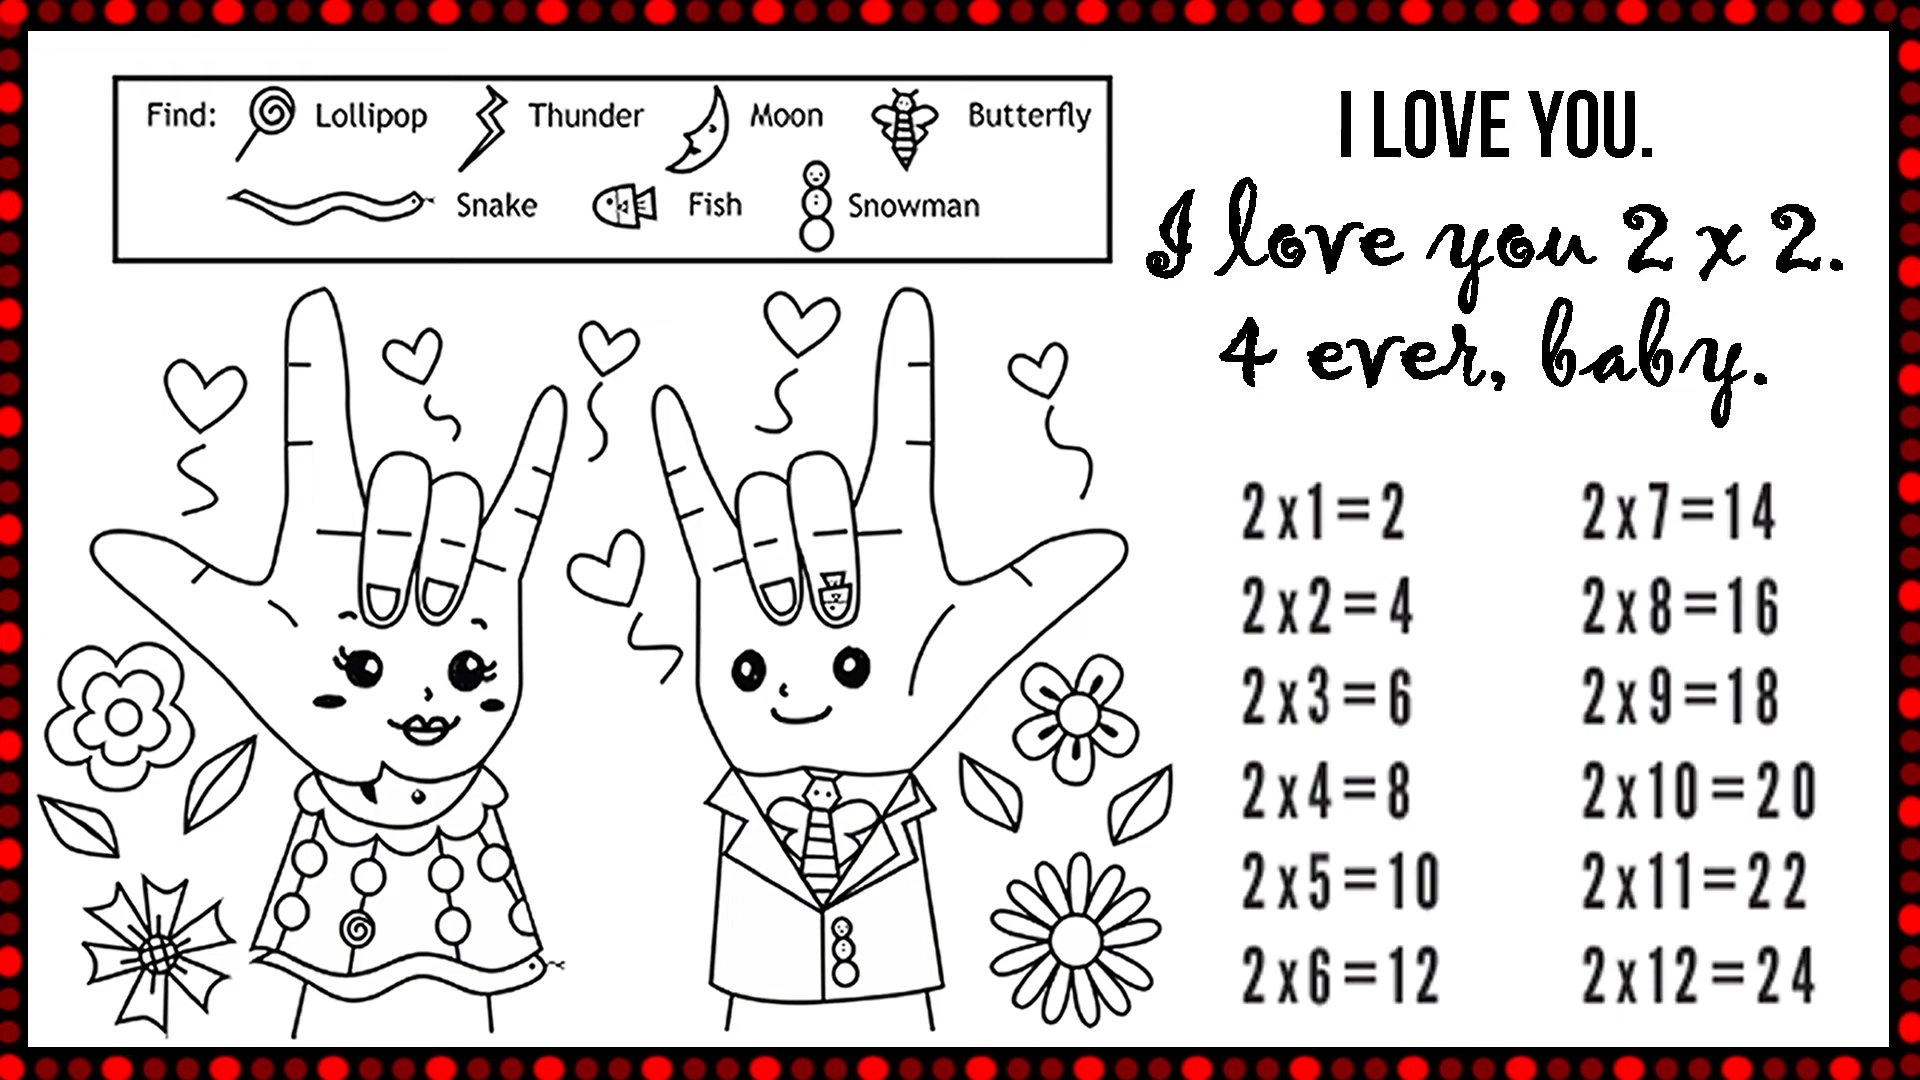 Find: Lollipop Thunder Moon Butterfly
Snake Fish Snowman
I LOVE YOU.
I love you 2 x 2.
4 ever, baby.
2x1=2
2x2=4
2x3=6
2x4=8
2x5=10
2x6=12
2x7=14
2x8=16
2x9=18
2x10=20
2x11=22
2x12=24